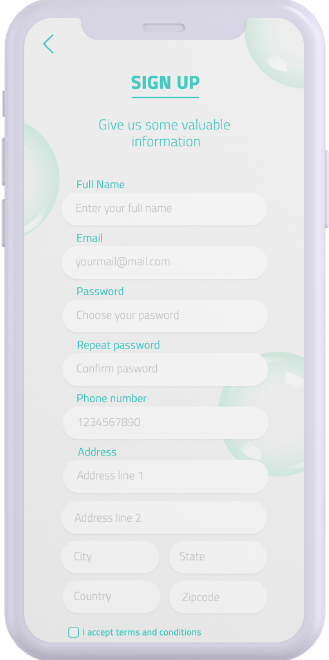 SIGN UP
Give us some valuable
information
Full Name
Enter your full name
Email
yourmail@mail.com
Password
Choose your pasword
Repeat password
Confirm pasword
Phone number
1234567890
Address
Address line 1
Address line 2
City State
Country Zipcode
I accept terms and conditions